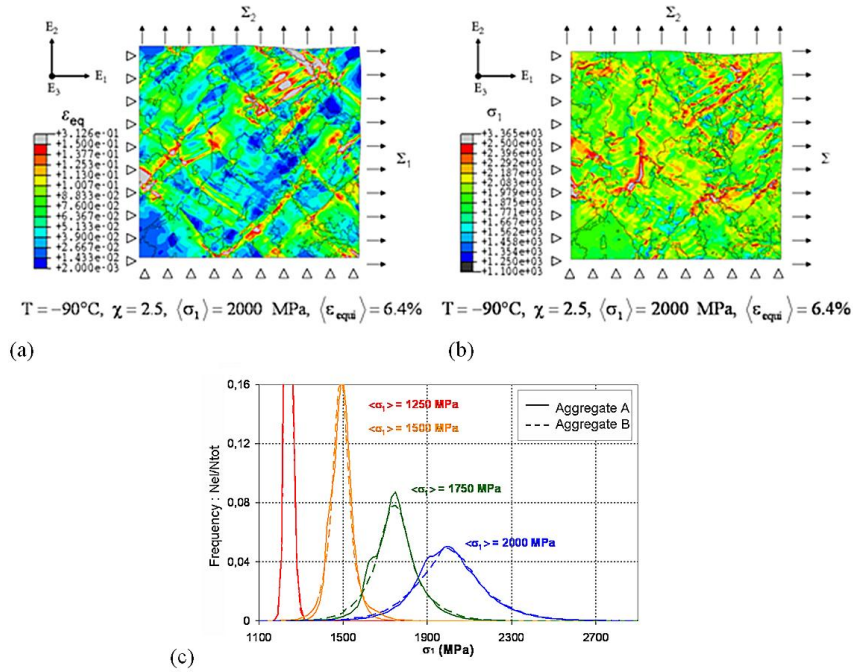 Σ2
E2
E1
E3
εeq
+3.126e-01
+1.500e-01
+1.377e-01
+1.253e-01
+1.130e-01
+1.007e-01
+8.833e-02
+7.600e-02
+6.367e-02
+5.133e-02
+3.900e-02
+2.667e-02
+1.433e-02
+2.000e-03
Σ1
T = −90°C, χ = 2.5, ⟨σ1⟩ = 2000 MPa, ⟨εequi⟩ = 6.4%
(a)
Σ2
E2
E1
E3
σ1
+3.365e+03
+2.500e+03
+2.396e+03
+2.292e+03
+2.187e+03
+2.083e+03
+1.979e+03
+1.875e+03
+1.771e+03
+1.667e+03
+1.562e+03
+1.458e+03
+1.354e+03
+1.250e+03
+1.100e+03
Σ
T = −90°C, χ = 2.5, ⟨σ1⟩ = 2000 MPa, ⟨εequi⟩ = 6.4%
(b)
0,16
0,12
0,08
0,04
0
Frequency : Nel/Ntot
<σ1> = 1250 MPa
<σ1> = 1500 MPa
<σ1> = 1750 MPa
<σ1> = 2000 MPa
Aggregate A
Aggregate B
1100 1500 1900 2300 2700
σ1 (MPa)
(c)